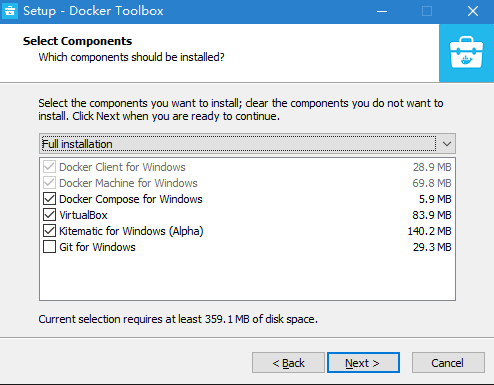 Setup - Docker Toolbox
Select Components
Which components should be installed?
Select the components you want to install; clear the components you do not want to
install. Click Next when you are ready to continue.
Full installation
Docker Client for Windows 28.9 MB
Docker Machine for Windows 69.8 MB
Docker Compose for Windows 5.9 MB
VirtualBox 83.9 MB
Kitematic for Windows (Alpha) 140.2 MB
Git for Windows 29.3 MB
Current selection requires at least 359.1 MB of disk space.
< Back Next > Cancel